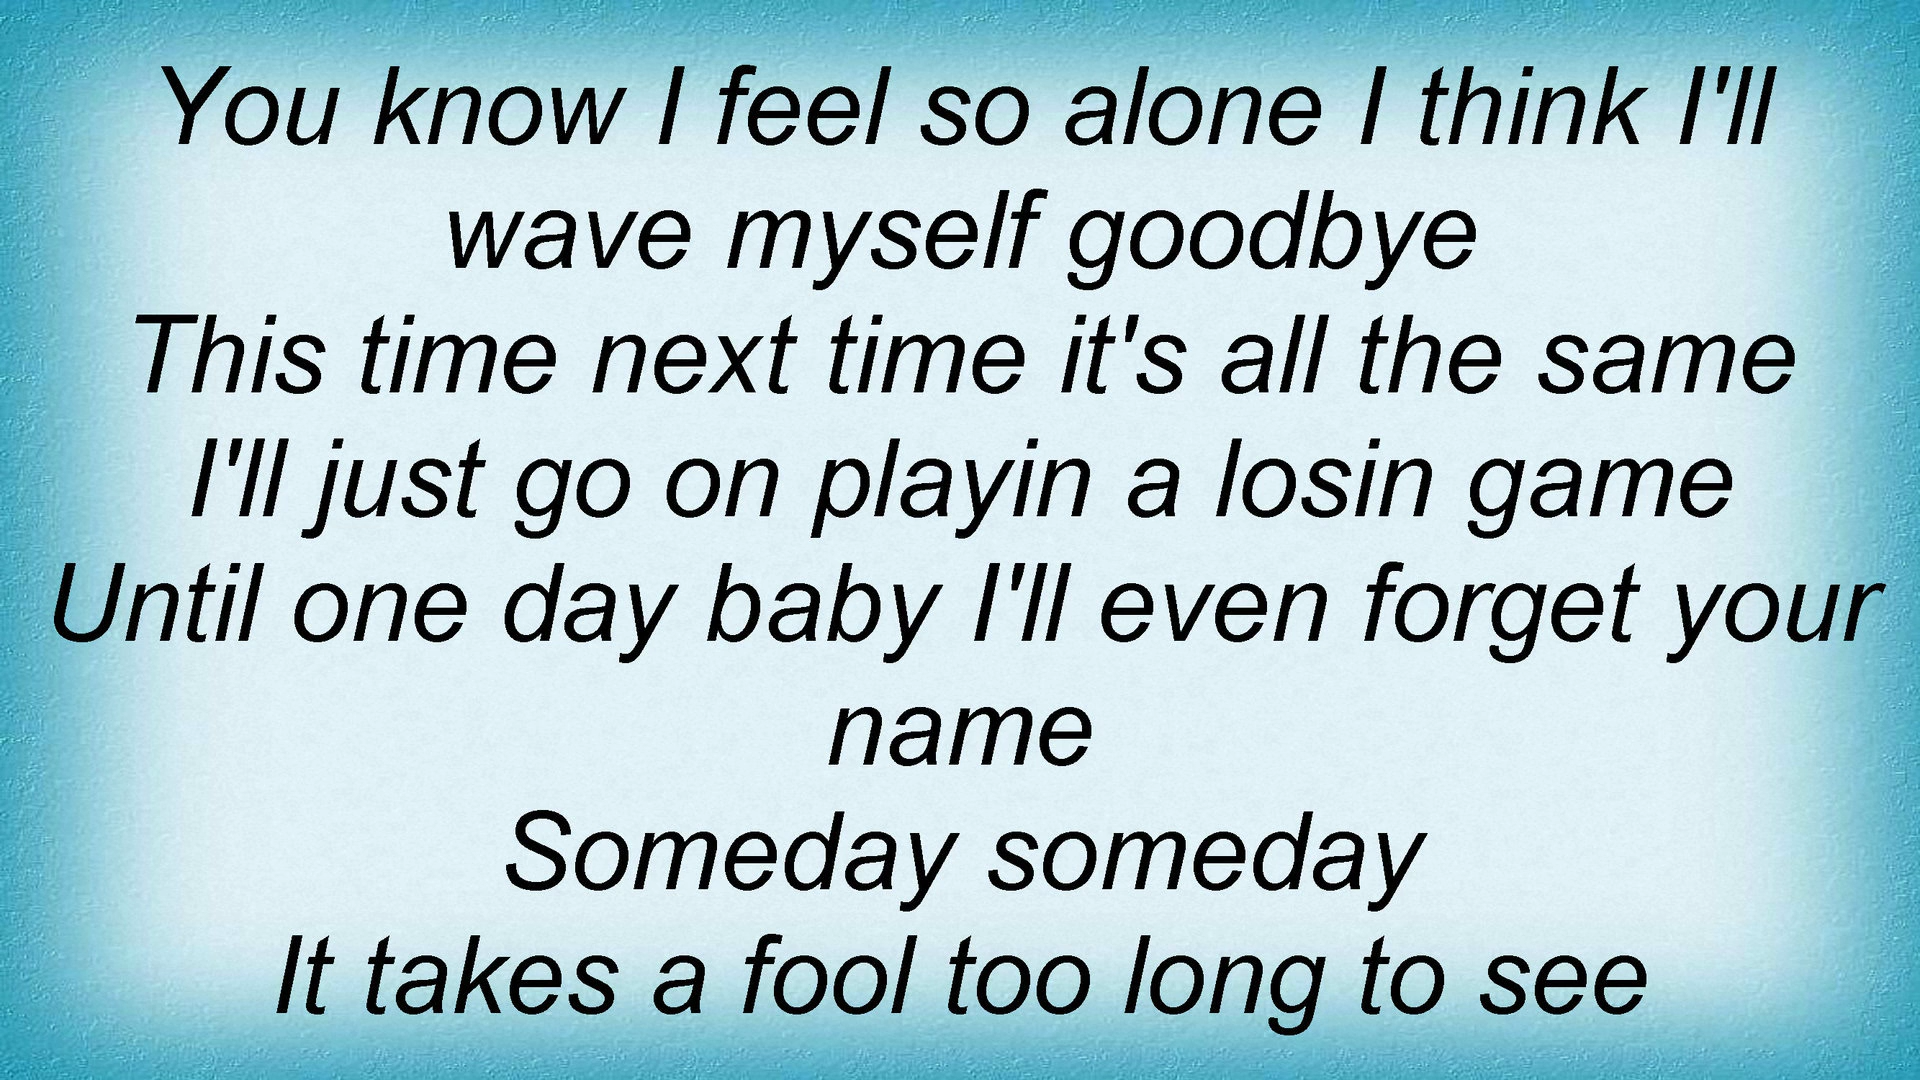 You know I feel so alone I think I'll
wave myself goodbye
This time next time it's all the same
I'll just go on playin a losin game
Until one day baby I'll even forget your
name
Someday someday
It takes a fool too long to see